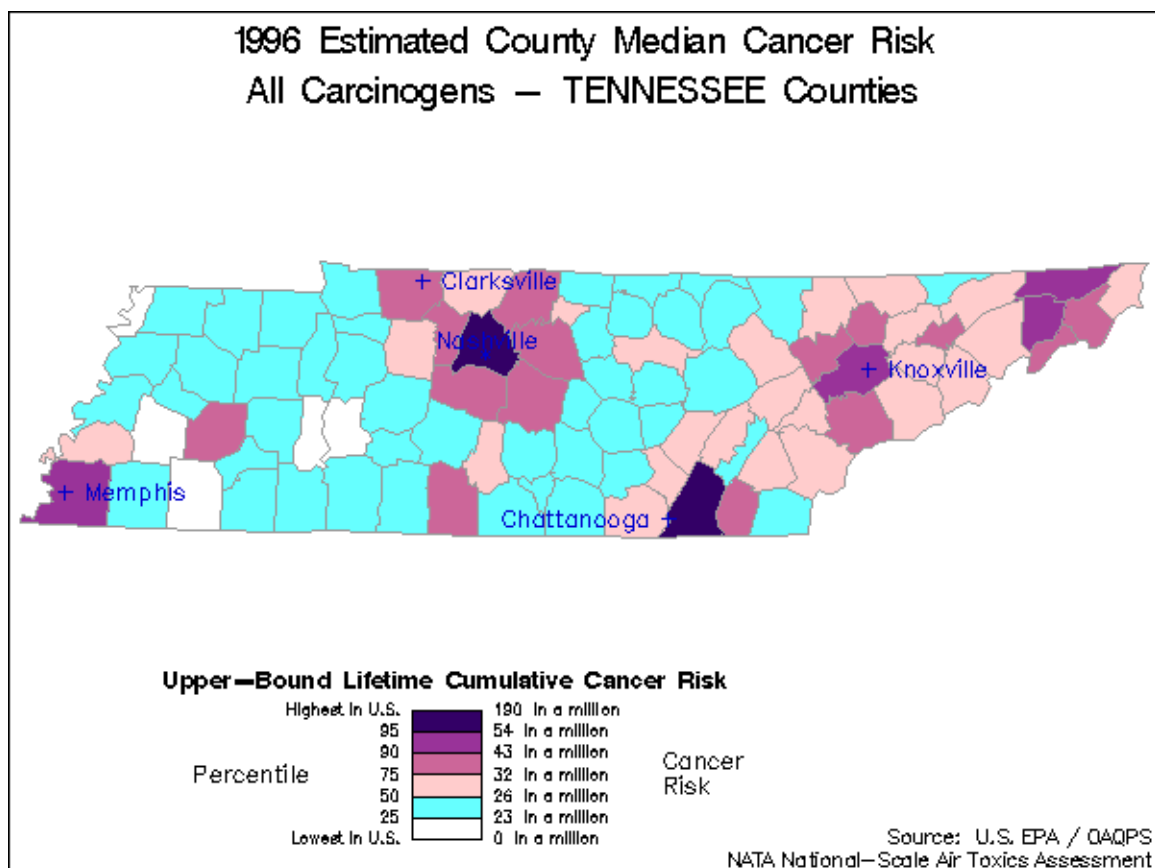 1996 Estimated County Median Cancer Risk
All Carcinogens — TENNESSEE Counties
Clarksville
Nashville
Knoxville
Memphis
Chattanooga
Upper—Bound Lifetime Cumulative Cancer Risk
Highest In U.S. 190 In a million
95 54 In a million
90 43 In a million
75 32 In a million
50 26 In a million
25 23 In a million
Lowest In U.S. 0 In a million
Percentile
Cancer
Risk
Source: U.S. EPA / OAQPS
NATA National—Scale Air Toxics Assessment